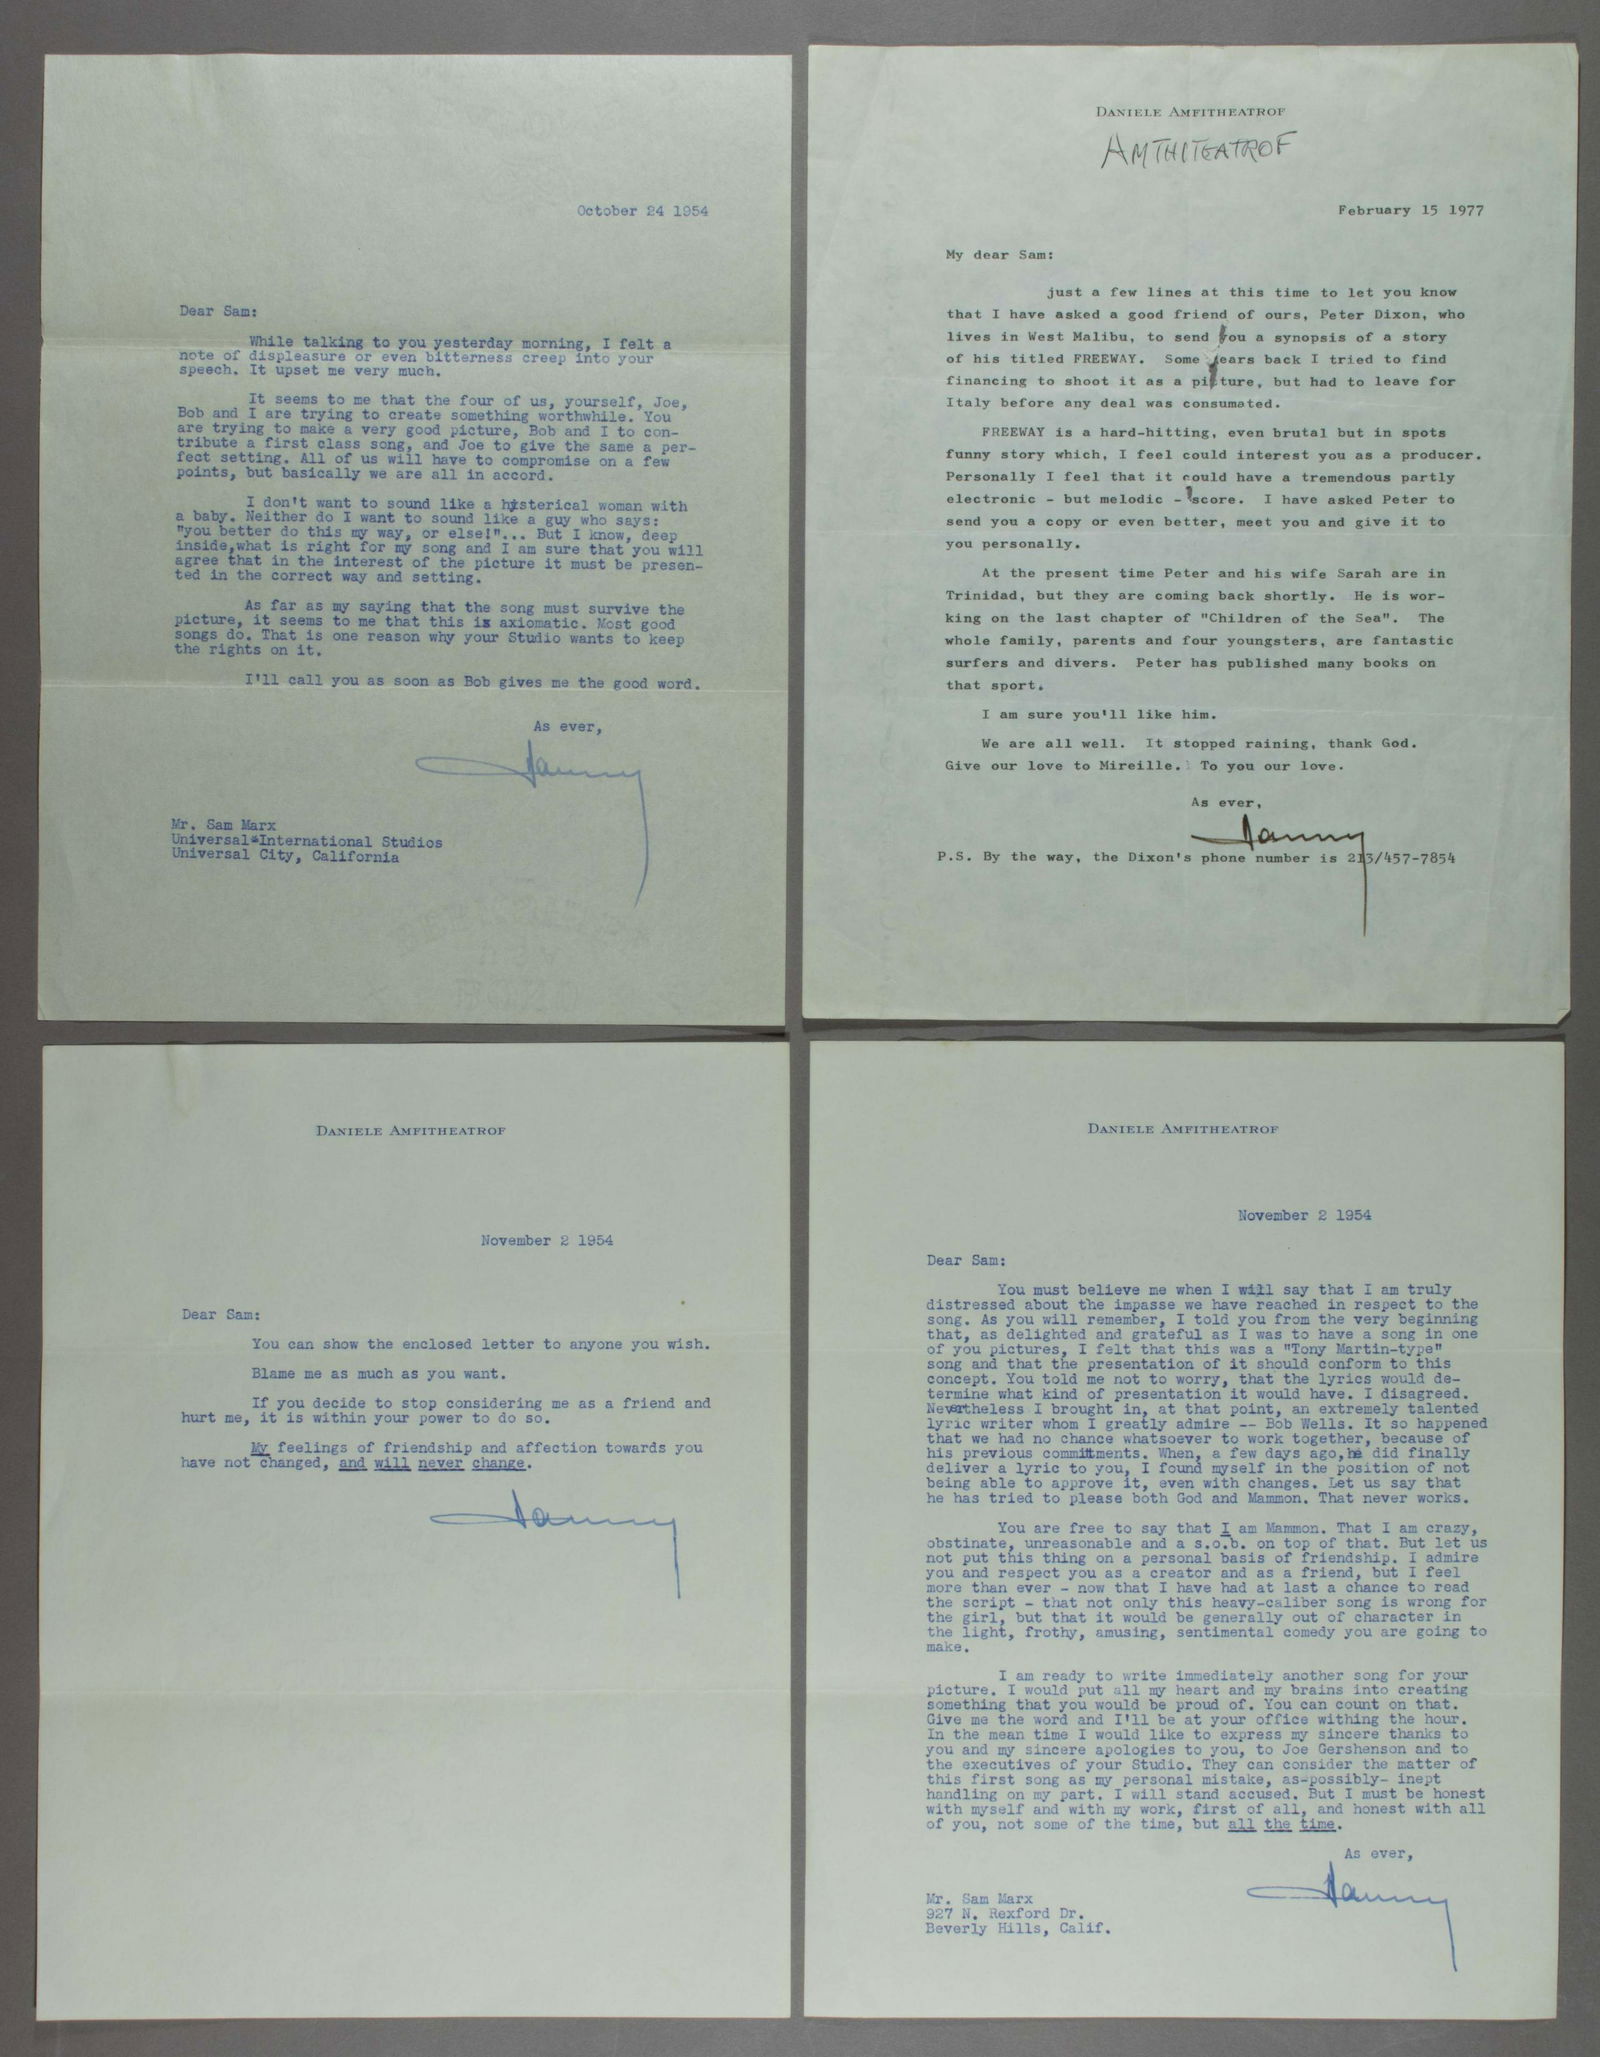 October 24 1954
Dear Sam:
While talking to you yesterday morning, I felt a
note of displeasure or even bitterness creep into your
speech. It upset me very much.
It seems to me that the four of us, yourself, Joe,
Bob and I are trying to create something worthwhile. You
are trying to make a very good picture, Bob and I to con-
tribute a first class song, and Joe to give the same a per-
fect setting. All of us will have to compromise on a few
points, but basically we are all in accord.
I don't want to sound like a hysterical woman with
a baby. Neither do I want to sound like a guy who says:
"you better do this my way, or else!"... But I know, deep
inside,what is right for my song and I am sure that you will
agree that in the interest of the picture it must be presen-
ted in the correct way and setting.
As far as my saying that the song must survive the
picture, it seems to me that this is axiomatic. Most good
songs do. That is one reason why your Studio wants to keep
the rights on it.
I'll call you as soon as Bob gives me the good word.
As ever,
Danny
Mr. Sam Marx
Universal-International Studios
Universal City, California
DANIELE AMFITHEATROF
AMTHITEATROF
February 15 1977
My dear Sam:
just a few lines at this time to let you know
that I have asked a good friend of ours, Peter Dixon, who
lives in West Malibu, to send you a synopsis of a story
of his titled FREEWAY. Some years back I tried to find
financing to shoot it as a picture, but had to leave for
Italy before any deal was consumated.
FREEWAY is a hard-hitting, even brutal but in spots
funny story which, I feel could interest you as a producer.
Personally I feel that it could have a tremendous partly
electronic - but melodic - score. I have asked Peter to
send you a copy or even better, meet you and give it to
you personally.
At the present time Peter and his wife Sarah are in
Trinidad, but they are coming back shortly. He is wor-
king on the last chapter of "Children of the Sea". The
whole family, parents and four youngsters, are fantastic
surfers and divers. Peter has published many books on
that sport.
I am sure you'll like him.
We are all well. It stopped raining, thank God.
Give our love to Mireille. To you our love.
As ever,
Danny
P.S. By the way, the Dixon's phone number is 213/457-7854
DANIELE AMFITHEATROF
November 2 1954
Dear Sam:
You can show the enclosed letter to anyone you wish.
Blame me as much as you want.
If you decide to stop considering me as a friend and
hurt me, it is within your power to do so.
My feelings of friendship and affection towards you
have not changed, and will never change.
Danny
DANIELE AMFITHEATROF
November 2 1954
Dear Sam:
You must believe me when I will say that I am truly
distressed about the impasse we have reached in respect to the
song. As you will remember, I told you from the very beginning
that, as delighted and grateful as I was to have a song in one
of you pictures, I felt that this was a "Tony Martin-type"
song and that the presentation of it should conform to this
concept. You told me not to worry, that the lyrics would de-
termine what kind of presentation it would have. I disagreed.
Nevertheless I brought in, at that point, an extremely talented
lyric writer whom I greatly admire -- Bob Wells. It so happened
that we had no chance whatsoever to work together, because of
his previous committments. When, a few days ago,he did finally
deliver a lyric to you, I found myself in the position of not
being able to approve it, even with changes. Let us say that
he has tried to please both God and Mammon. That never works.
You are free to say that I am Mammon. That I am crazy,
obstinate, unreasonable and a s.o.b. on top of that. But let us
not put this thing on a personal basis of friendship. I admire
you and respect you as a creator and as a friend, but I feel
more than ever - now that I have had at last a chance to read
the script - that not only this heavy-caliber song is wrong for
the girl, but that it would be generally out of character in
the light, frothy, amusing, sentimental comedy you are going to
make.
I am ready to write immediately another song for your
picture. I would put all my heart and my brains into creating
something that you would be proud of. You can count on that.
Give me the word and I'll be at your office withing the hour.
In the mean time I would like to express my sincere thanks to
you and my sincere apologies to you, to Joe Gershenson and to
the executives of your Studio. They can consider the matter of
this first song as my personal mistake, as-possibly- inept
handling on my part. I will stand accused. But I must be honest
with myself and with my work, first of all, and honest with all
of you, not some of the time, but all the time.
As ever,
Danny
Mr. Sam Marx
927 N. Rexford Dr.
Beverly Hills, Calif.